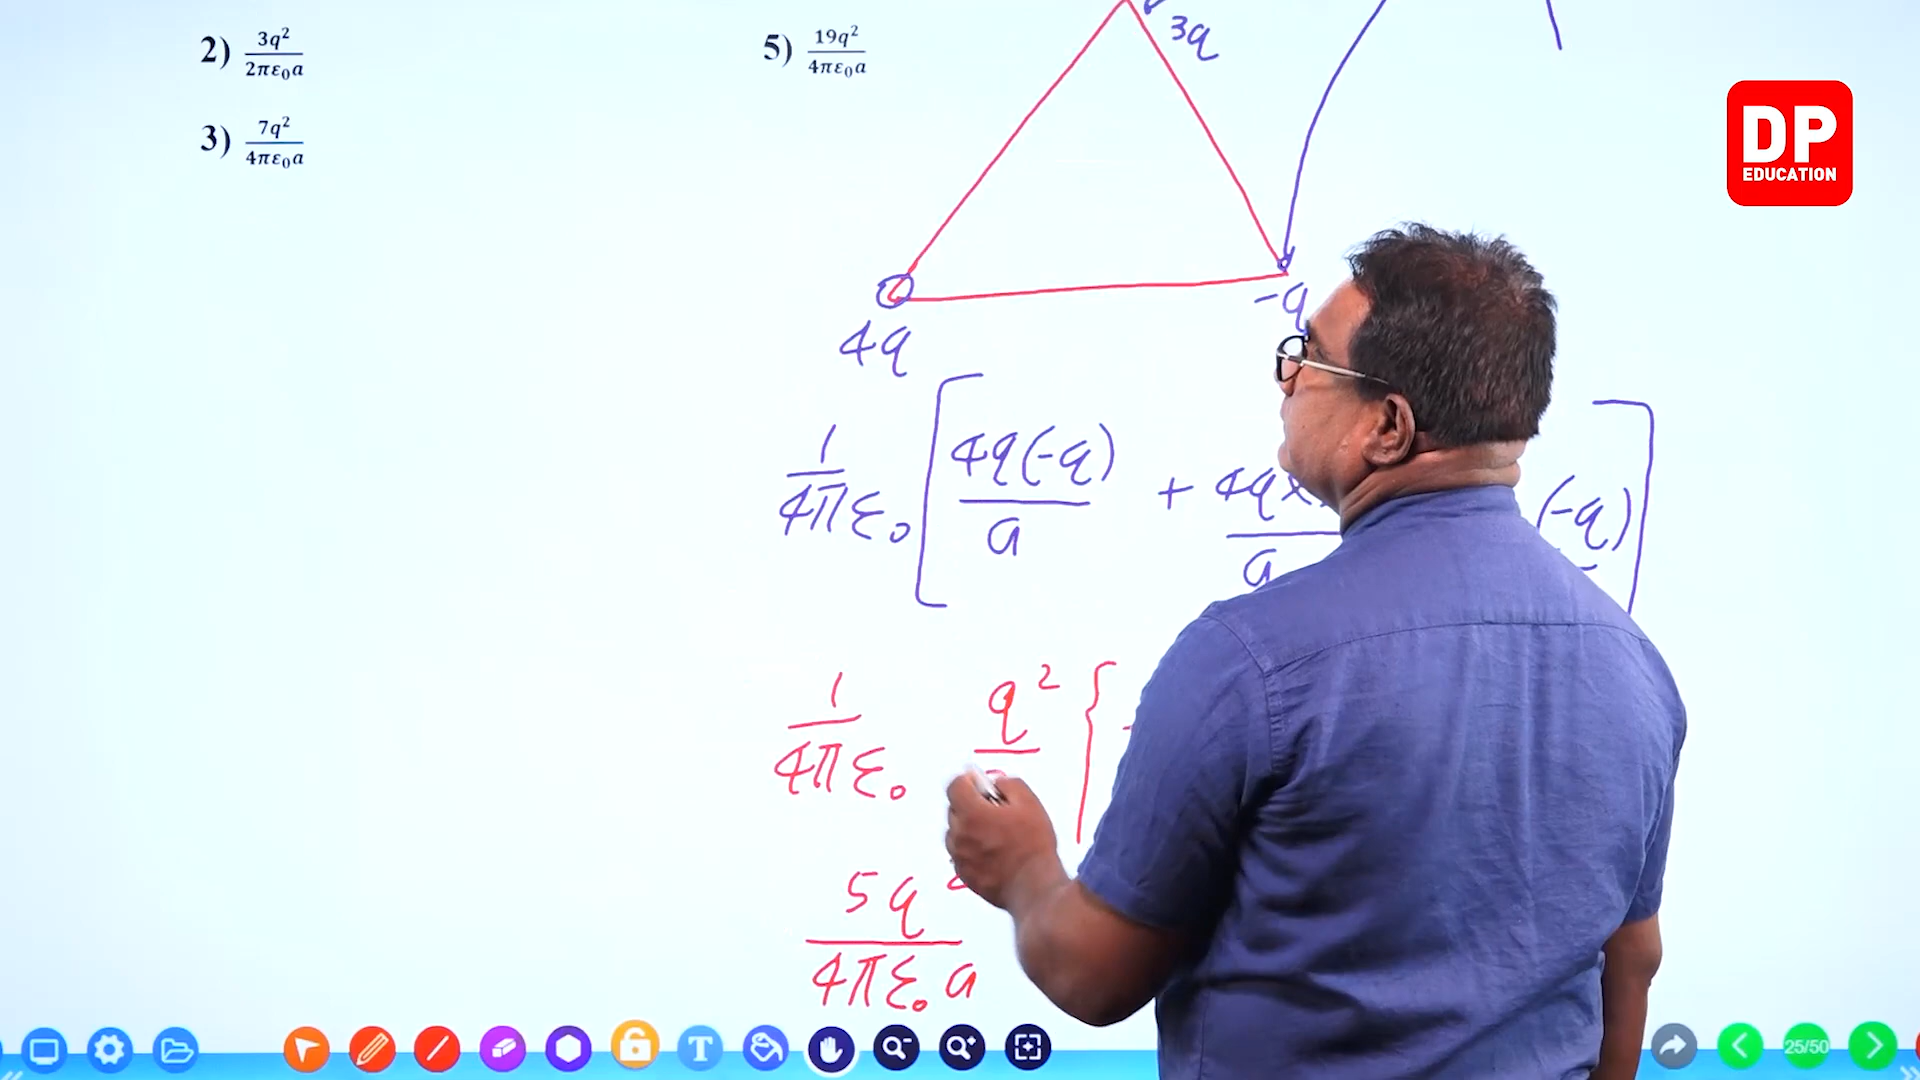 2) 3q²/2πε₀a
5) 19q²/4πε₀a
3) 7q²/4πε₀a
3q
DP
EDUCATION
-q
4q
1/4πε₀ [ 4q(-q)/a + 4q×/a (-q) ]
1/4πε₀ q² {
5q /4πε₀a
T
25/50